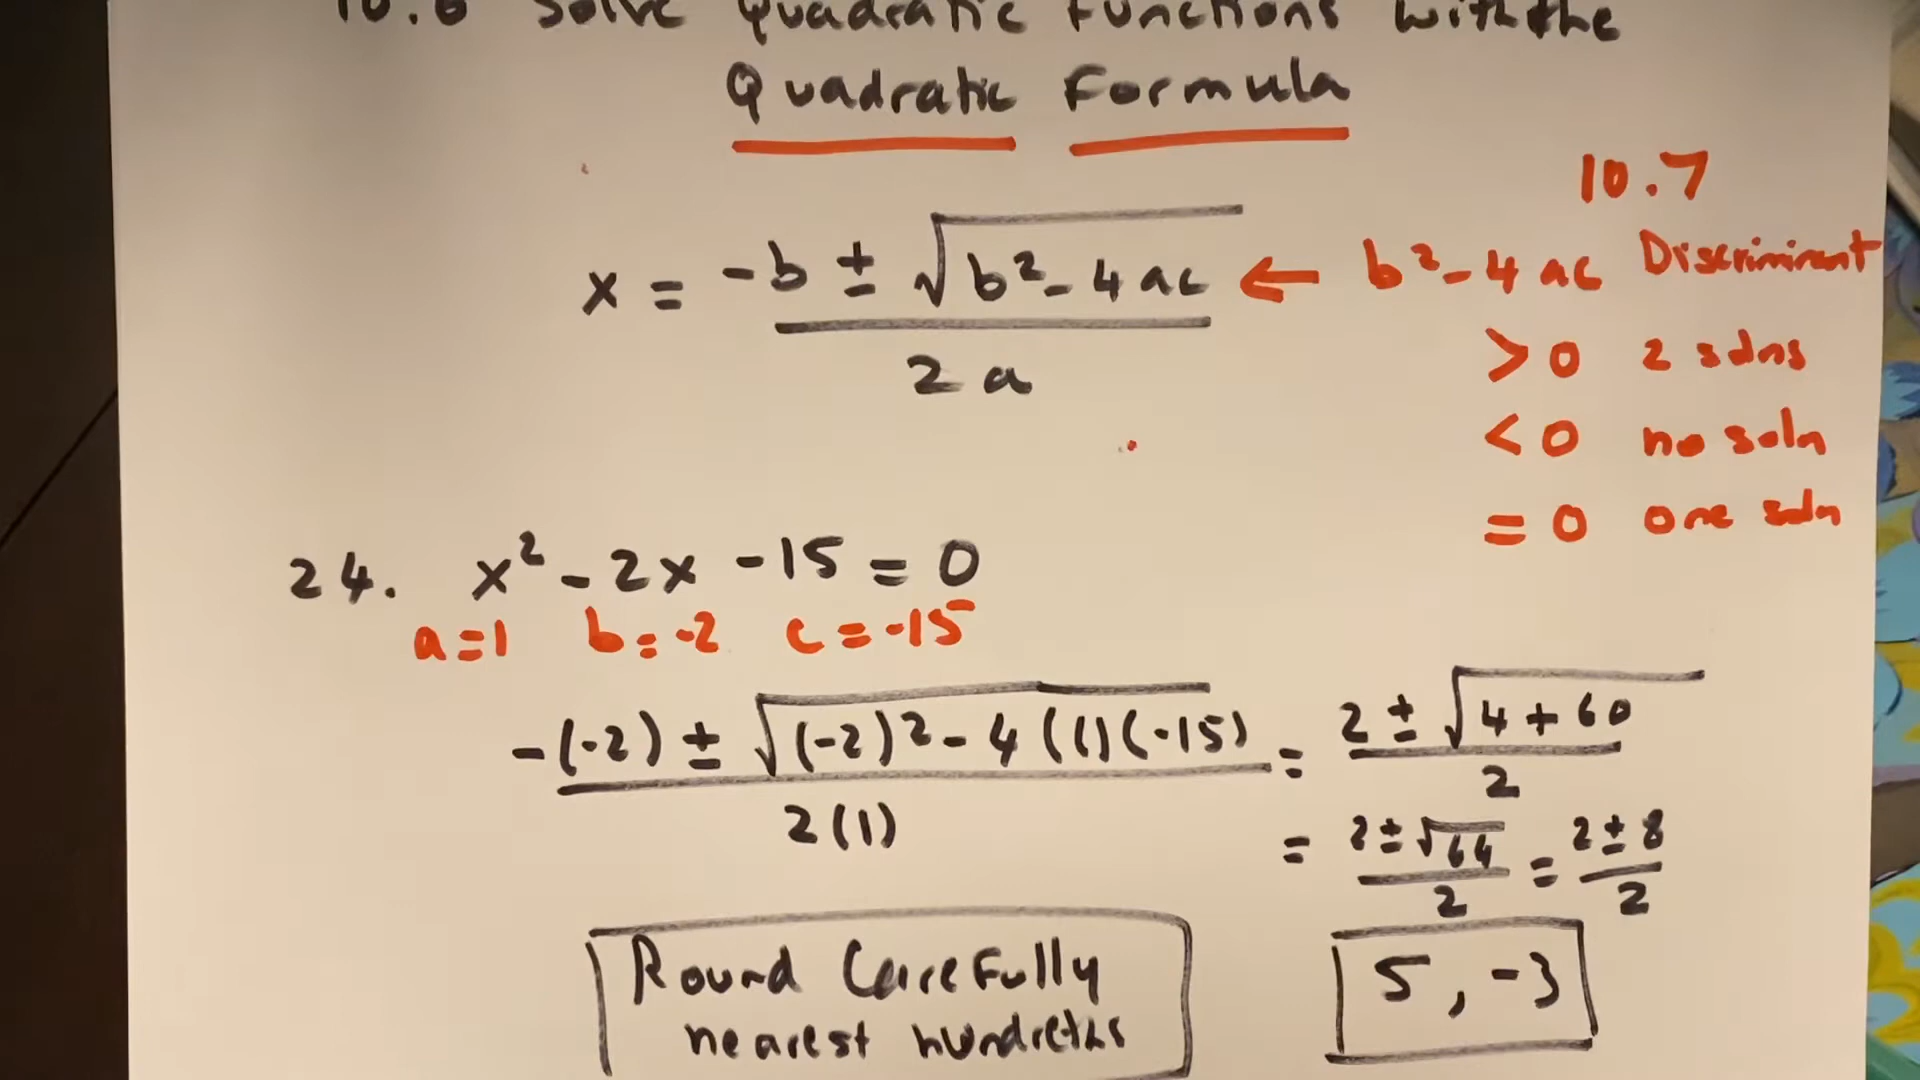 10.6 Solve Quadratic Functions with the
Quadratic Formula
10.7
x = -b ± √b² - 4ac ← b² - 4ac Discriminant
2a
> 0 2 solns
< 0 no soln
= 0 one soln
24. x² - 2x - 15 = 0
a=1 b=-2 c=-15
-(-2) ± √(-2)² - 4(1)(-15) = 2 ± √4 + 60
2(1) 2
= 2±√64 = 2±8
2 2
Round Carefully
nearest hundreths
5, -3